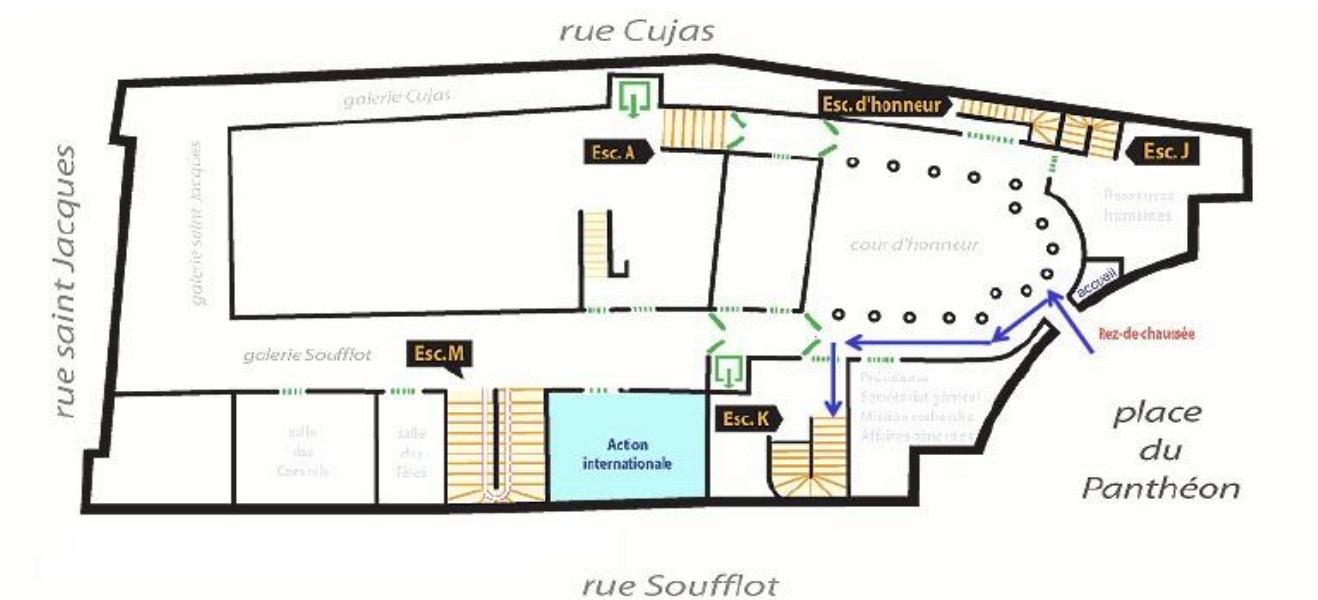 rue Cujas
galerie Cujas
Esc. d'honneur
Esc. A
Esc. J
rue saint Jacques
galerie saint Jacques
Ressources
humaines
cour d'honneur
accueil
Rez-de-chaussée
galerie Soufflot
Esc.M
Présidence
Secrétariat général
Mission recherche
Affaires générales
salle
des
Conseils
salle
des
Fêtes
Action
internationale
Esc. K
place
du
Panthéon
rue Soufflot